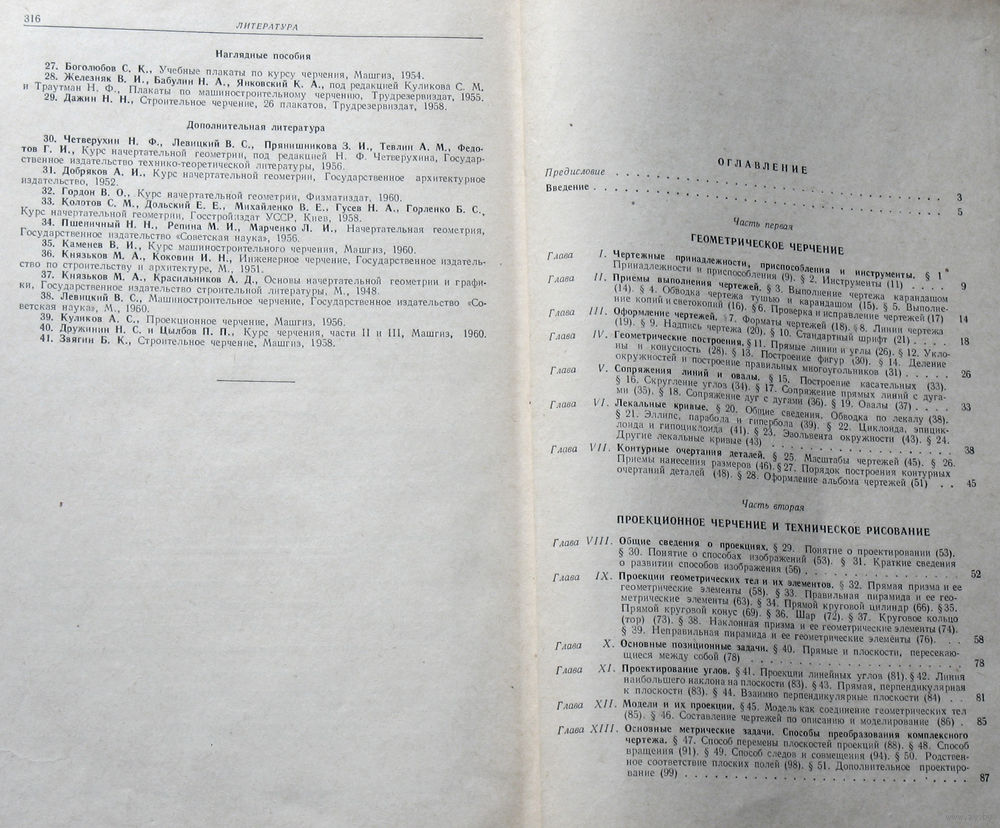 316
ЛИТЕРАТУРА
Наглядные пособия
27. Боголюбов С. К., Учебные плакаты по курсу черчения, Машгиз, 1954.
28. Железняк В. И., Бабулин Н. А., Янковский К. А., под редакцией Куликова С. М.
и Траутман Н. Ф., Плакаты по машиностроительному черчению, Трудрезервиздат, 1955.
29. Дажин Н. Н., Строительное черчение, 26 плакатов, Трудрезервиздат, 1958.
Дополнительная литература
30. Четверухин Н. Ф., Левицкий В. С., Прянишникова З. И., Тевлин А. М., Федо-
тов Г. И., Курс начертательной геометрии, под редакцией Н. Ф. Четверухина, Государ-
ственное издательство технико-теоретической литературы, 1956.
31. Добряков А. И., Курс начертательной геометрии, Государственное архитектурное
издательство, 1952.
32. Гордон В. О., Курс начертательной геометрии, Физматгиздат, 1960.
33. Колотов С. М., Дольский Е. Е., Михайленко В. Е., Гусев Н. А., Горленко Б. С.,
Курс начертательной геометрии, Госстройиздат УССР, Киев, 1958.
34. Пшеничный Н. Н., Репина М. И., Марченко Л. И., Начертательная геометрия,
Государственное издательство «Советская наука», 1956.
35. Каменев В. И., Курс машиностроительного черчения, Машгиз, 1960.
36. Князьков М. А., Коковин И. Н., Инженерное черчение, Государственное издатель-
ство по строительству и архитектуре, М., 1951.
37. Князьков М. А., Красильников А. Д., Основы начертательной геометрии и графи-
ки, Государственное издательство строительной литературы, М., 1948.
38. Левицкий В. С., Машиностроительное черчение, Государственное издательство «Со-
ветская наука», М., 1960.
39. Куликов А. С., Проекционное черчение, Машгиз, 1956.
40. Дружинин Н. С. и Цылбов П. П., Курс черчения, части II и III, Машгиз, 1960.
41. Звягин Б. К., Строительное черчение, Машгиз, 1958.
ОГЛАВЛЕНИЕ
Предисловие . . . 3
Введение . . . 5
Часть первая
ГЕОМЕТРИЧЕСКОЕ ЧЕРЧЕНИЕ
Глава I. Чертежные принадлежности, приспособления и инструменты. § 1
Принадлежности и приспособления (9). § 2. Инструменты (11) . . . . 9
Глава II. Приемы выполнения чертежей. § 3. Выполнение чертежа карандашом
(14). § 4. Обводка чертежа тушью и карандашом (15). § 5. Выполне-
ние копий и светокопий (16). § 6. Проверка и исправление чертежей (17) 14
Глава III. Оформление чертежей. § 7. Форматы чертежей (18). § 8. Линии чертежа
(19). § 9. Надпись чертежа (20). § 10. Стандартный шрифт (21) . . . . 18
Глава IV. Геометрические построения. § 11. Прямые линии и углы (26). § 12. Укло-
ны и конусность (28). § 13. Построение фигур (30). § 14. Деление
окружностей и построение правильных многоугольников (31) . . . . 26
Глава V. Сопряжения линий и овалы. § 15. Построение касательных (33).
§ 16. Скругление углов (34). § 17. Сопряжение прямых линий с дуга-
ми (35). § 18. Сопряжение дуг с дугами (36). § 19. Овалы (37) . . . . 33
Глава VI. Лекальные кривые. § 20. Общие сведения. Обводка по лекалу (38).
§ 21. Эллипс, парабола и гипербола (39). § 22. Циклоида, эпицик-
лоида и гипоциклоида (41). § 23. Эвольвента окружности (43). § 24.
Другие лекальные кривые (43) . . . 38
Глава VII. Контурные очертания деталей. § 25. Масштабы чертежей (45). § 26.
Приемы нанесения размеров (46). § 27. Порядок построения контурных
очертаний деталей (48). § 28. Оформление альбома чертежей (51) . . 45
Часть вторая
ПРОЕКЦИОННОЕ ЧЕРЧЕНИЕ И ТЕХНИЧЕСКОЕ РИСОВАНИЕ
Глава VIII. Общие сведения о проекциях. § 29. Понятие о проектировании (53).
§ 30. Понятие о способах изображений (53). § 31. Краткие сведения
о развитии способов изображения (56) . . . 52
Глава IX. Проекции геометрических тел и их элементов. § 32. Прямая призма и ее
геометрические элементы (58). § 33. Правильная пирамида и ее гео-
метрические элементы (63). § 34. Прямой круговой цилиндр (66). § 35.
Прямой круговой конус (69). § 36. Шар (72). § 37. Круговое кольцо
(тор) (73). § 38. Наклонная призма и ее геометрические элементы (74).
§ 39. Неправильная пирамида и ее геометрические элементы (76). . . 58
Глава X. Основные позиционные задачи. § 40. Прямые и плоскости, пересекаю-
щиеся между собой (78) . . . 78
Глава XI. Проектирование углов. § 41. Проекции линейных углов (81). § 42. Линия
наибольшего наклона на плоскости (83). § 43. Прямая, перпендикулярная
к плоскости (83). § 44. Взаимно перпендикулярные плоскости (84) . . 81
Глава XII. Модели и их проекции. § 45. Модель как соединение геометрических тел
(85). § 46. Составление чертежей по описанию и моделирование (86) . 85
Глава XIII. Основные метрические задачи. Способы преобразования комплексного
чертежа. § 47. Способ перемены плоскостей проекций (88). § 48. Способ
вращения (91). § 49. Способ следов и совмещения (94). § 50. Родствен-
ное соответствие плоских полей (98). § 51. Дополнительное проектиро-
вание (99) . . . 87